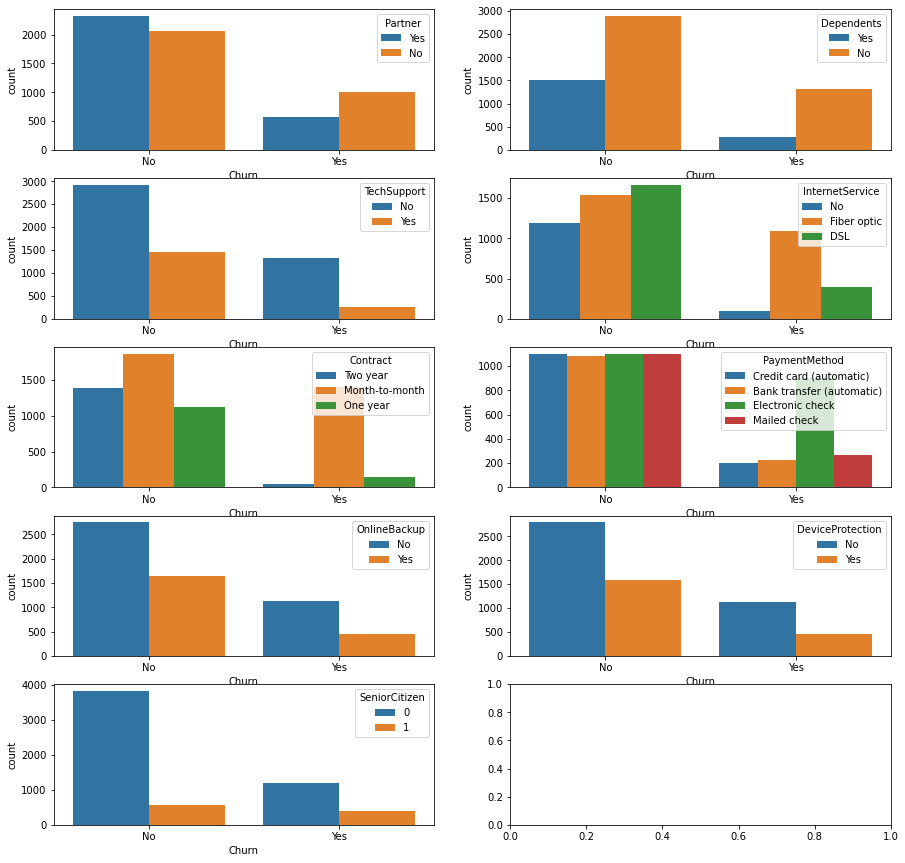 Partner
Yes
No
count
2000
1500
1000
500
0
No
Yes
Churn
Dependents
Yes
No
count
3000
2500
2000
1500
1000
500
0
No
Yes
Churn
TechSupport
No
Yes
count
3000
2500
2000
1500
1000
500
0
No
Yes
Churn
InternetService
No
Fiber optic
DSL
count
1500
1000
500
0
No
Yes
Churn
Contract
Two year
Month-to-month
One year
count
1500
1000
500
0
No
Yes
Churn
PaymentMethod
Credit card (automatic)
Bank transfer (automatic)
Electronic check
Mailed check
count
1000
800
600
400
200
0
No
Yes
Churn
OnlineBackup
No
Yes
count
2500
2000
1500
1000
500
0
No
Yes
Churn
DeviceProtection
No
Yes
count
2500
2000
1500
1000
500
0
No
Yes
Churn
SeniorCitizen
0
1
count
4000
3000
2000
1000
0
No
Yes
Churn
1.0
0.8
0.6
0.4
0.2
0.0
0.0 0.2 0.4 0.6 0.8 1.0